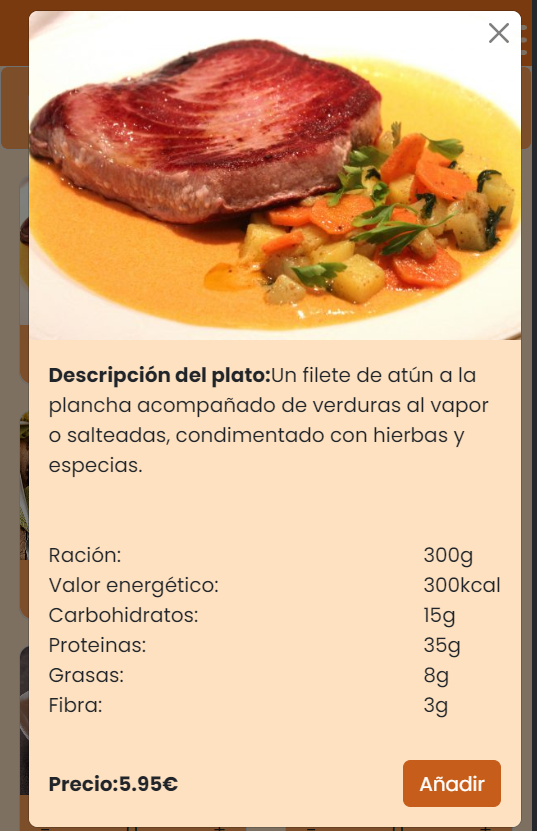 Descripción del plato:Un filete de atún a la
plancha acompañado de verduras al vapor
o salteadas, condimentado con hierbas y
especias.
Ración: 300g
Valor energético: 300kcal
Carbohidratos: 15g
Proteinas: 35g
Grasas: 8g
Fibra: 3g
Precio:5.95€ Añadir